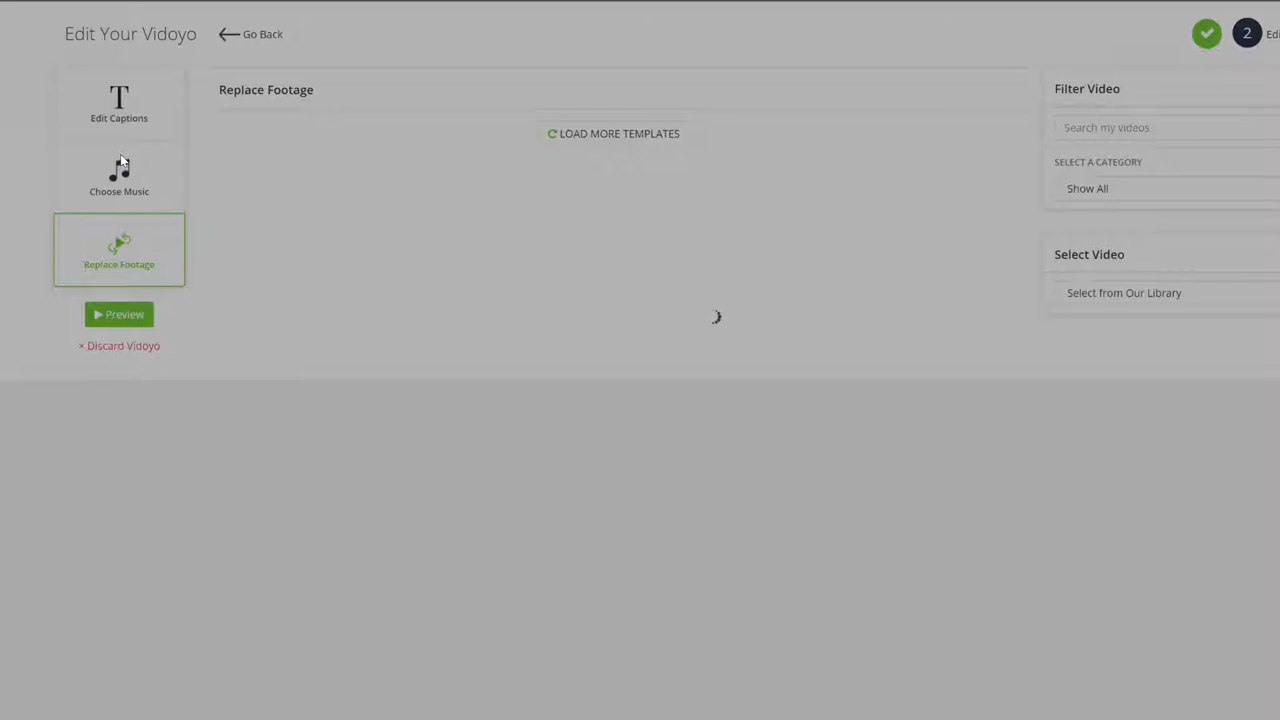 Edit Your Vidoyo
Go Back
2
Edi
Edit Captions
Choose Music
Replace Footage
Preview
× Discard Vidoyo
Replace Footage
LOAD MORE TEMPLATES
Filter Video
Search my videos.
SELECT A CATEGORY
Show All
Select Video
Select from Our Library